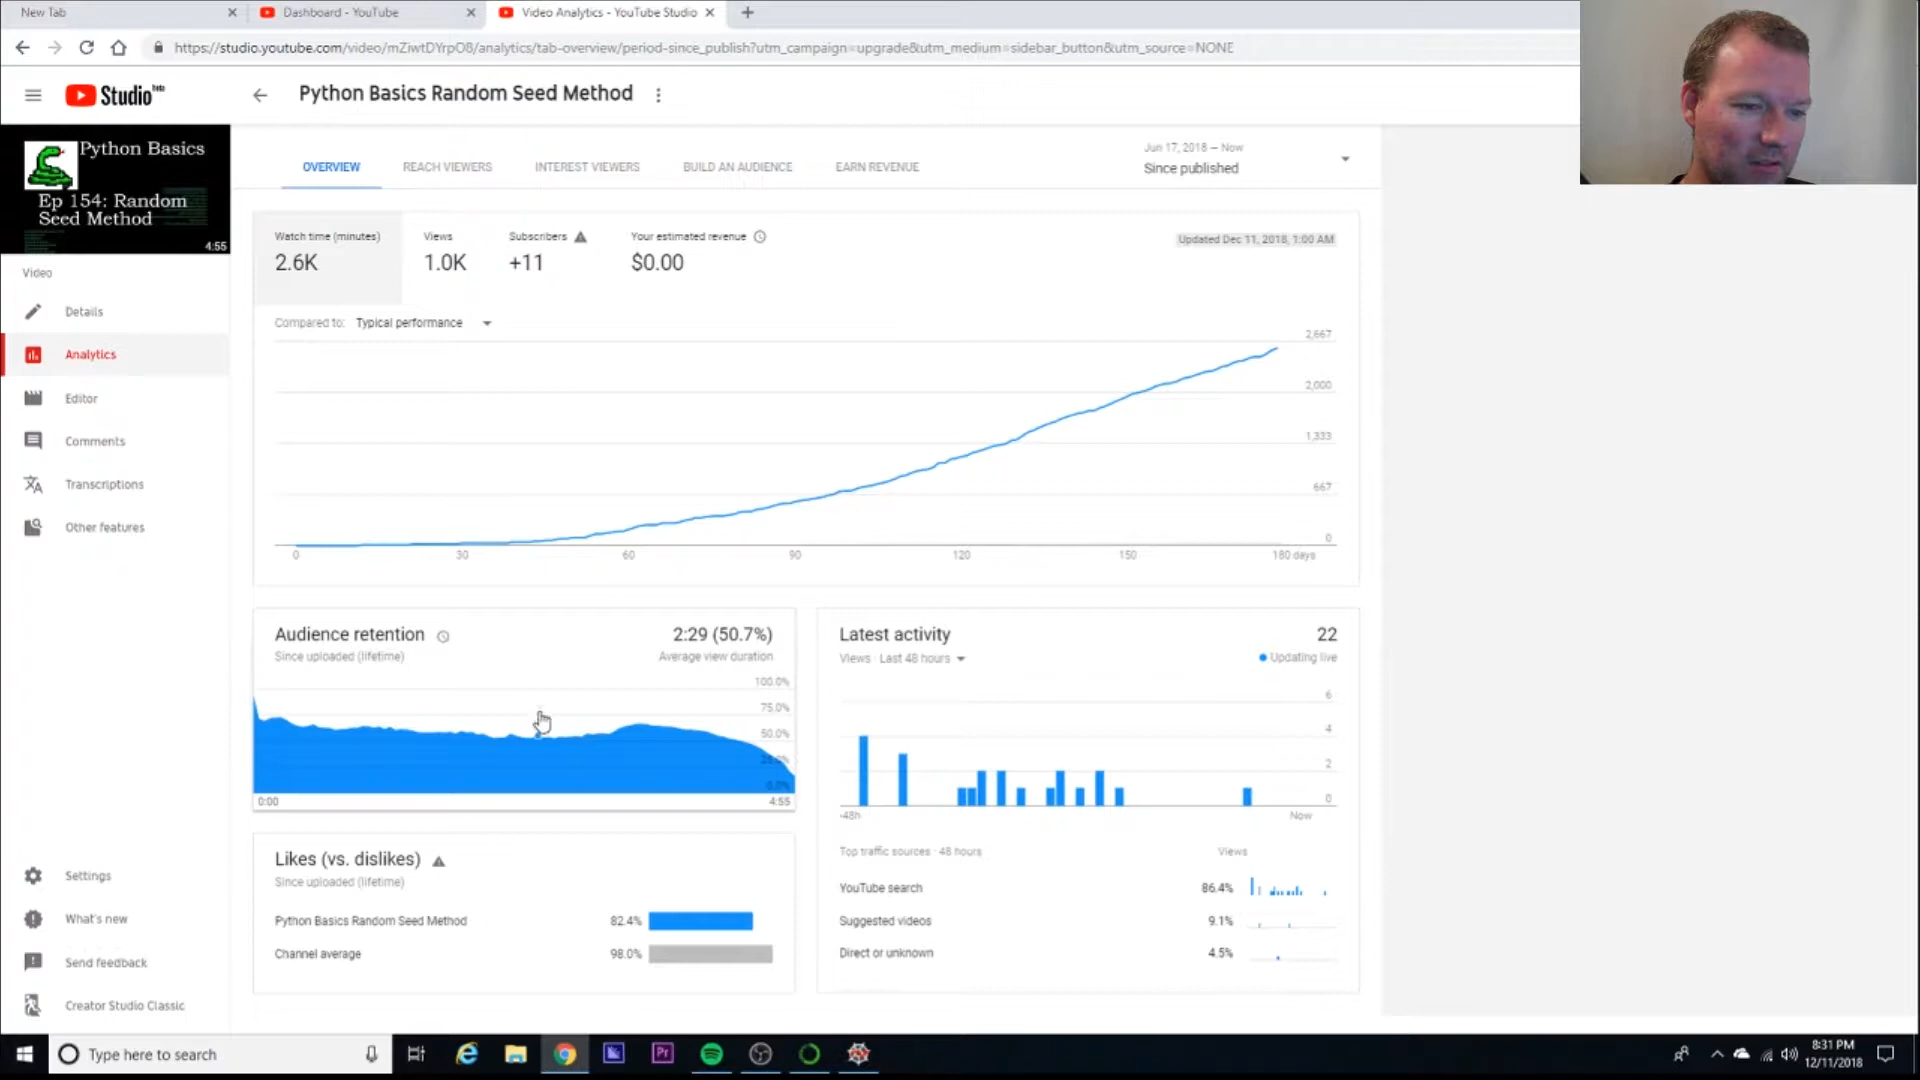 New Tab
Dashboard - YouTube
Video Analytics - YouTube Studio
https://studio.youtube.com/video/mZiwtDYrpO8/analytics/tab-overview/period-since_publish?utm_campaign=upgrade&utm_medium=sidebar_button&utm_source=NONE
Studio beta
Python Basics Random Seed Method
Python Basics
Ep 154: Random
Seed Method
4:55
Video
Details
Analytics
Editor
Comments
Transcriptions
Other features
Settings
What's new
Send feedback
Creator Studio Classic
OVERVIEW
REACH VIEWERS
INTEREST VIEWERS
BUILD AN AUDIENCE
EARN REVENUE
Jun 17, 2018 – Now
Since published
Watch time (minutes)
2.6K
Views
1.0K
Subscribers
+11
Your estimated revenue
$0.00
Updated Dec 11, 2018, 1:00 AM
Compared to: Typical performance
2,667
2,000
1,333
667
0
0 30 60 90 120 150 180 days
Audience retention
2:29 (50.7%)
Since uploaded (lifetime)
Average view duration
100.0%
75.0%
50.0%
25.0%
0.0%
0:00 4:55
Likes (vs. dislikes)
Since uploaded (lifetime)
Python Basics Random Seed Method 82.4%
Channel average 98.0%
Latest activity
22
Views · Last 48 hours
Updating live
6
4
2
0
-48h Now
Top traffic sources · 48 hours Views
YouTube search 86.4%
Suggested videos 9.1%
Direct or unknown 4.5%
Type here to search
Pr
8:31 PM
12/11/2018